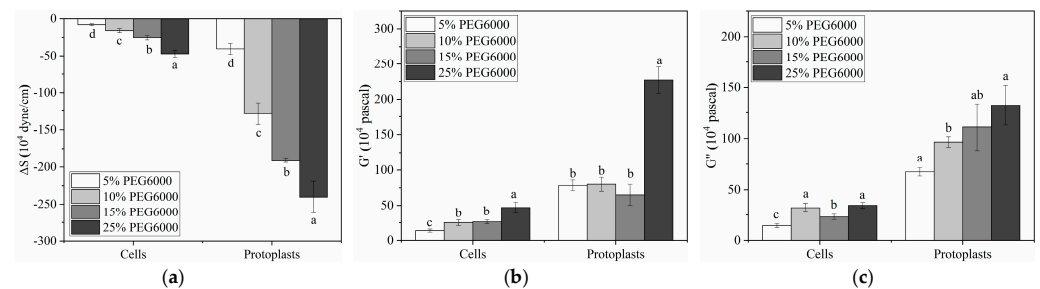 0
-50
-100
-150
-200
-250
-300
ΔS (10⁴ dyne/cm)
d
c
b
a
d
c
b
a
5% PEG6000
10% PEG6000
15% PEG6000
25% PEG6000
Cells
Protoplasts
(a)
300
250
200
150
100
50
0
G' (10⁴ pascal)
5% PEG6000
10% PEG6000
15% PEG6000
25% PEG6000
c
b
b
a
b
b
b
a
Cells
Protoplasts
(b)
200
150
100
50
0
G'' (10⁴ pascal)
5% PEG6000
10% PEG6000
15% PEG6000
25% PEG6000
c
a
b
a
a
b
ab
a
Cells
Protoplasts
(c)